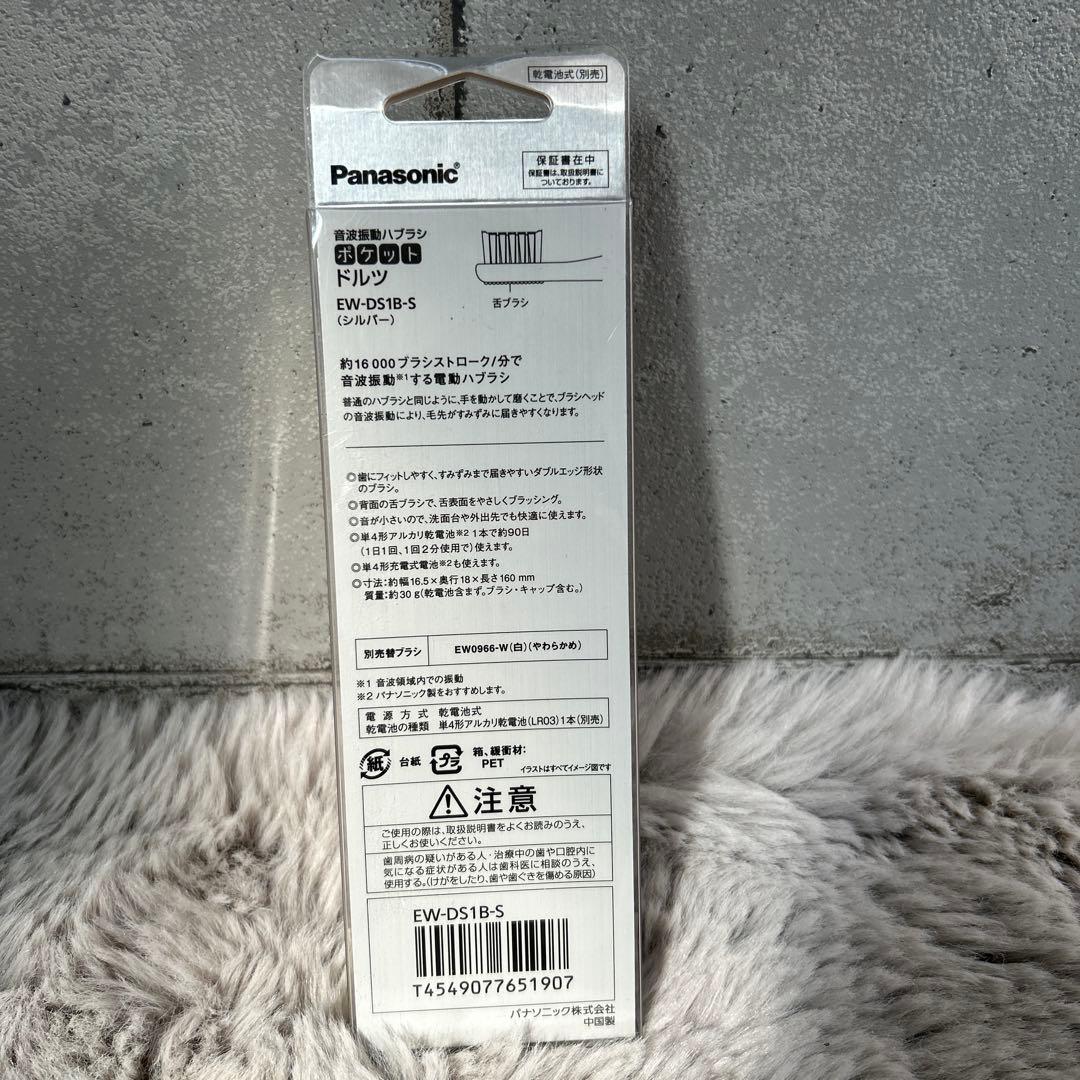 乾電池式(別売)
Panasonic®
保証書在中
保証書は、取扱説明書に
ついております。
音波振動ハブラシ
ポケット
ドルツ
EW-DS1B-S
(シルバー)
舌ブラシ
約16 000ブラシストローク/分で
音波振動※1する電動ハブラシ
普通のハブラシと同じように、手を動かして磨くことで、ブラシヘッド
の音波振動により、毛先がすみずみに届きやすくなります。
◎歯にフィットしやすく、すみずみまで届きやすいダブルエッジ形状
のブラシ。
◎背面の舌ブラシで、舌表面をやさしくブラッシング。
◎音が小さいので、洗面台や外出先でも快適に使えます。
◎単4形アルカリ乾電池※2 1本で約90日
(1日1回、1回2分使用で)使えます。
◎単4形充電式電池※2も使えます。
◎寸法:約幅16.5×奥行18×長さ160 mm
質量:約30 g(乾電池含まず。ブラシ・キャップ含む。)
別売替ブラシ EW0966-W(白)(やわらかめ)
※1 音波領域内での振動
※2 パナソニック製をおすすめします。
電源方式 乾電池式
乾電池の種類 単4形アルカリ乾電池(LR03)1本(別売)
紙 台紙 プラ 箱、緩衝材:
PET
イラストはすべてイメージ図です
注意
ご使用の際は、取扱説明書をよくお読みのうえ、
正しくお使いください。
歯周病の疑いがある人・治療中の歯や口腔内に
気になる症状がある人は歯科医に相談のうえ、
使用する。(けがをしたり、歯や歯ぐきを傷める原因)
EW-DS1B-S
T4549077651907
パナソニック株式会社
中国製